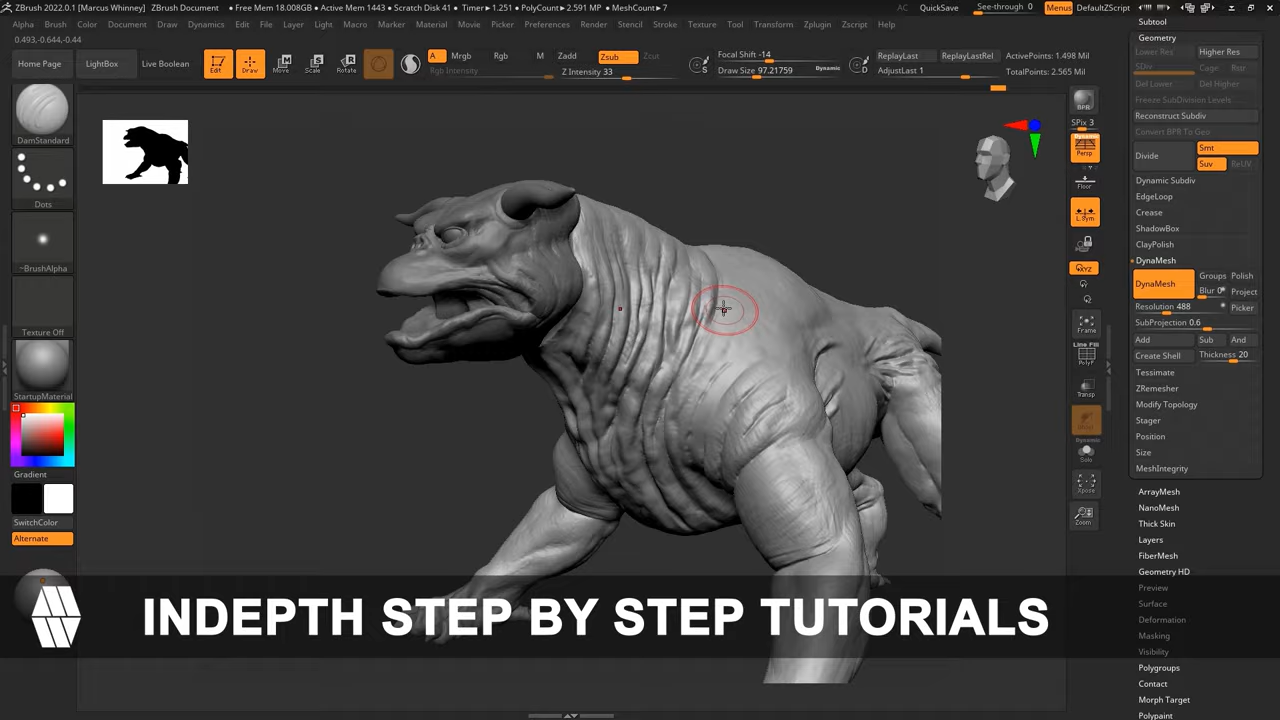 ZBrush 2022.0.1 [Marcus Whinney] ZBrush Document • Free Mem 18.008GB • Active Mem 1443 • Scratch Disk 41 • Timer▸1.251 • PolyCount▸2.591 MP • MeshCount▸7 AC QuickSave See-through 0 Menus DefaultZScript
Alpha Brush Color Document Draw Dynamics Edit File Layer Light Macro Marker Material Movie Picker Preferences Render Stencil Stroke Texture Tool Transform Zplugin Zscript Help
0.493,-0.644,-0.44
Home Page LightBox Live Boolean Edit Draw Move Scale Rotate A Mrgb Rgb M Zadd Zsub Zcut
Rgb Intensity Z Intensity 33
Focal Shift -14
Draw Size 97.21759 Dynamic
S D
ReplayLast ReplayLastRel ActivePoints: 1.498 Mil
AdjustLast 1 TotalPoints: 2.565 Mil
DamStandard
Dots
~BrushAlpha
Texture Off
StartupMaterial
Gradient
SwitchColor
Alternate
BPR
SPix 3
Dynamic
Persp
Floor
L.Sym
XYZ
Frame
Line Fill
PolyF
Transp
Dynamic
Solo
Xpose
Zoom
Subtool
Geometry
Lower Res Higher Res
SDiv Cage Rstr
Del Lower Del Higher
Freeze SubDivision Levels
Reconstruct Subdiv
Convert BPR To Geo
Divide Smt
Suv ReUV
Dynamic Subdiv
EdgeLoop
Crease
ShadowBox
ClayPolish
DynaMesh
DynaMesh Groups Polish
Blur 0 Project
Resolution 488 Picker
SubProjection 0.6
Add Sub And
Create Shell Thickness 20
Tessimate
ZRemesher
Modify Topology
Stager
Position
Size
MeshIntegrity
ArrayMesh
NanoMesh
Thick Skin
Layers
FiberMesh
Geometry HD
Preview
Surface
Deformation
Masking
Visibility
Polygroups
Contact
Morph Target
Polypaint
INDEPTH STEP BY STEP TUTORIALS